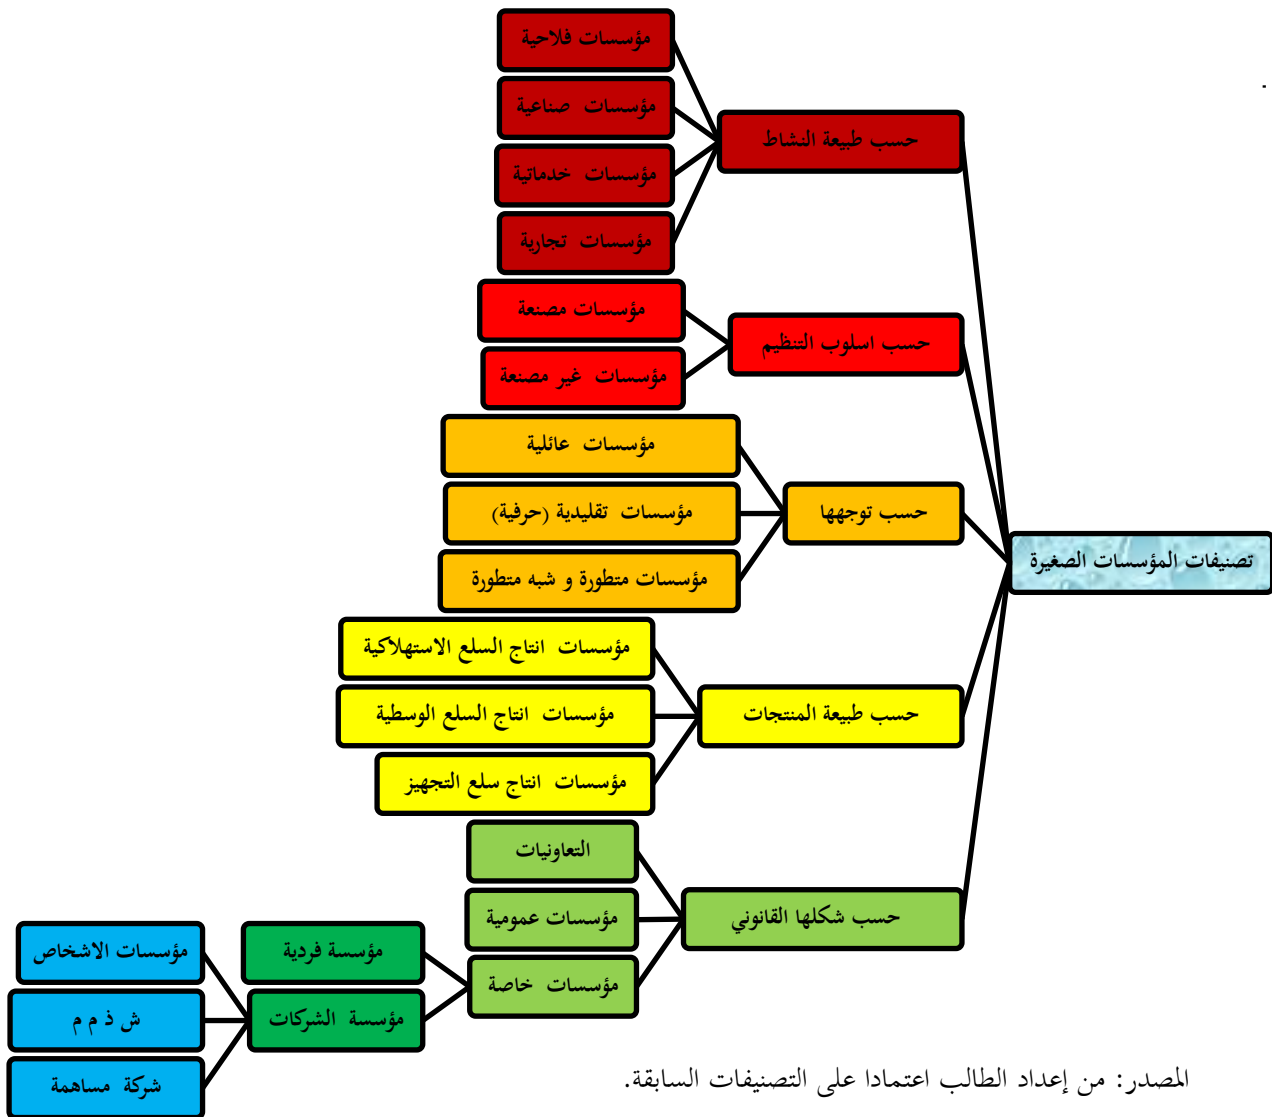 تصنيفات المؤسسات الصغيرة
حسب طبيعة النشاط
مؤسسات فلاحية
مؤسسات صناعية
مؤسسات خدماتية
مؤسسات تجارية
حسب اسلوب التنظيم
مؤسسات مصنعة
مؤسسات غير مصنعة
حسب توجهها
مؤسسات عائلية
مؤسسات تقليدية (حرفية)
مؤسسات متطورة و شبه متطورة
حسب طبيعة المنتجات
مؤسسات انتاج السلع الاستهلاكية
مؤسسات انتاج السلع الوسطية
مؤسسات انتاج سلع التجهيز
حسب شكلها القانوني
التعاونيات
مؤسسات عمومية
مؤسسات خاصة
مؤسسة فردية
مؤسسة الشركات
مؤسسات الاشخاص
ش ذ م م
شركة مساهمة
المصدر: من إعداد الطالب اعتمادا على التصنيفات السابقة.